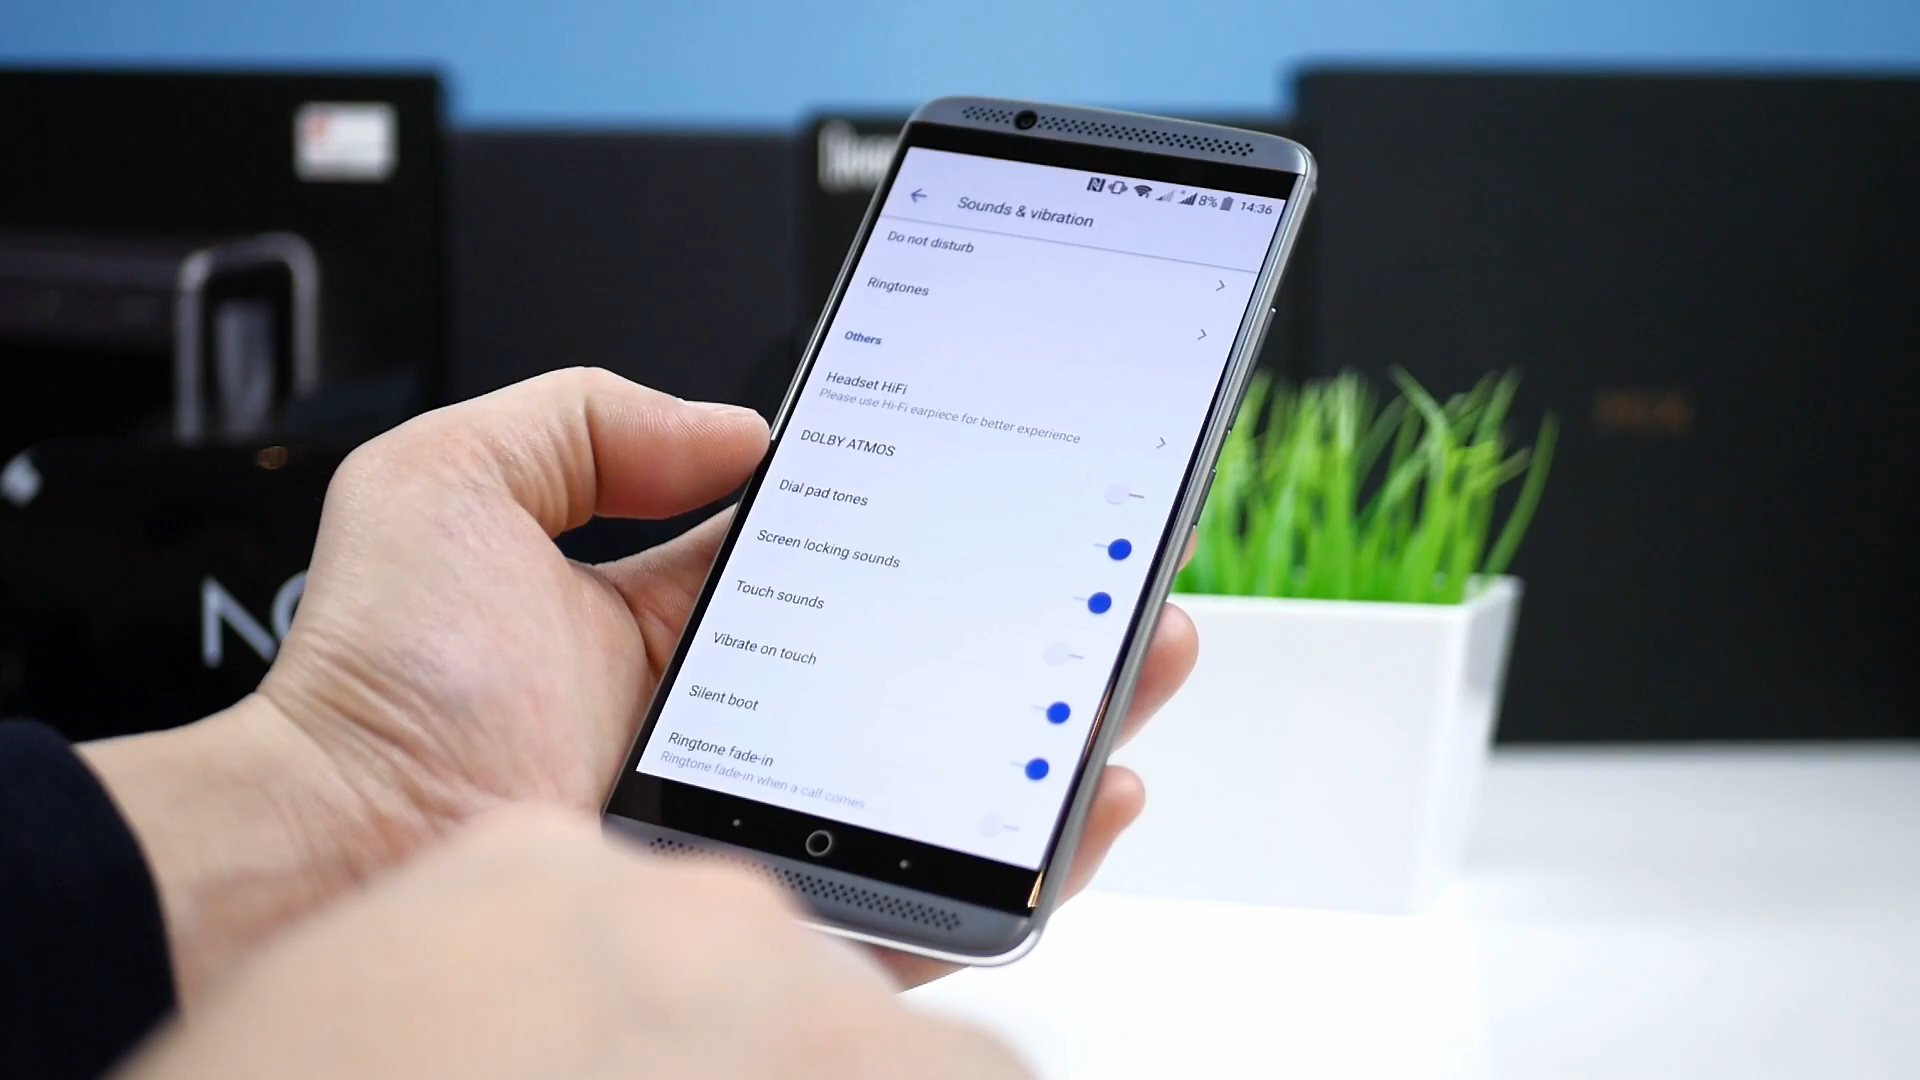 8% 14:36
Sounds & vibration
Do not disturb
Ringtones
Others
Headset HiFi
Please use Hi-Fi earpiece for better experience
DOLBY ATMOS
Dial pad tones
Screen locking sounds
Touch sounds
Vibrate on touch
Silent boot
Ringtone fade-in
Ringtone fade-in when a call comes